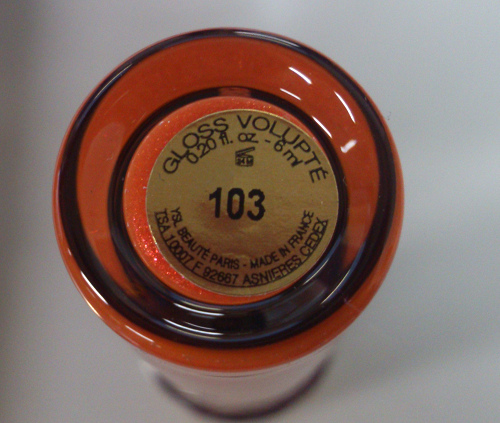 GLOSS VOLUPTÉ
0.20 fl. oz. - 6 ml
103
YSL BEAUTÉ PARIS - MADE IN FRANCE
TSA 10007 F 92667 ASNIERES CEDEX